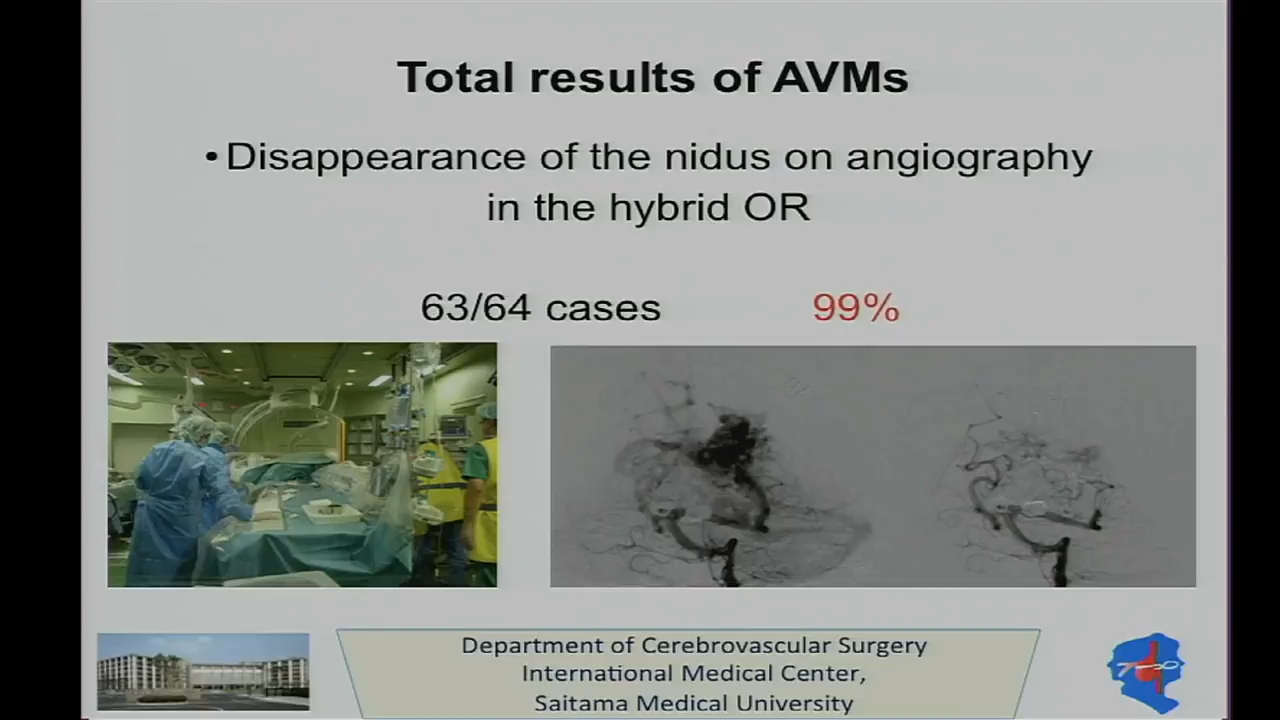 Total results of AVMs
•Disappearance of the nidus on angiography
in the hybrid OR
63/64 cases 99%
Department of Cerebrovascular Surgery
International Medical Center,
Saitama Medical University